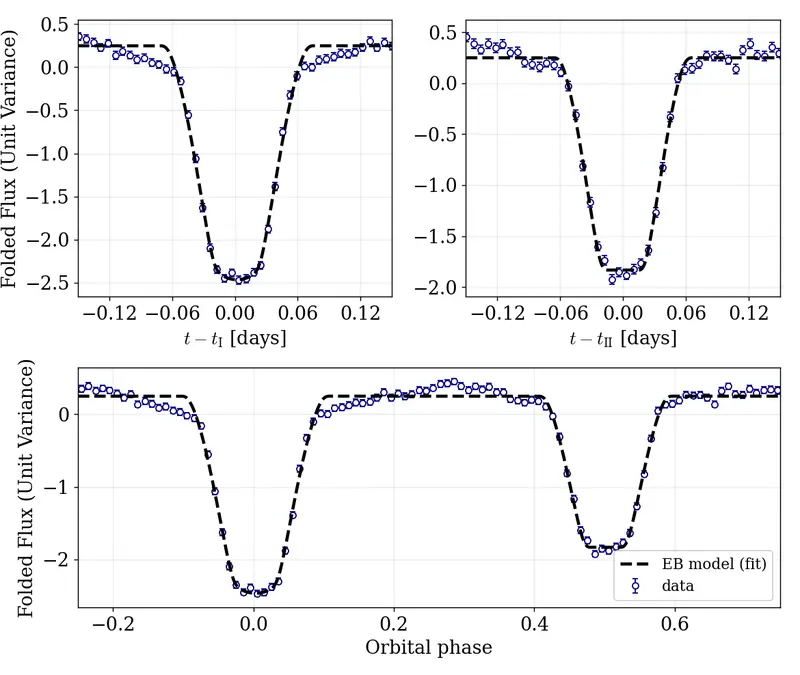 Folded Flux (Unit Variance)
0.5
0.0
−0.5
−1.0
−1.5
−2.0
−2.5
−0.12 −0.06 0.00 0.06 0.12
t − tI [days]
0.5
0.0
−0.5
−1.0
−1.5
−2.0
−0.12 −0.06 0.00 0.06 0.12
t − tII [days]
Folded Flux (Unit Variance)
0
−1
−2
EB model (fit)
data
−0.2 0.0 0.2 0.4 0.6
Orbital phase